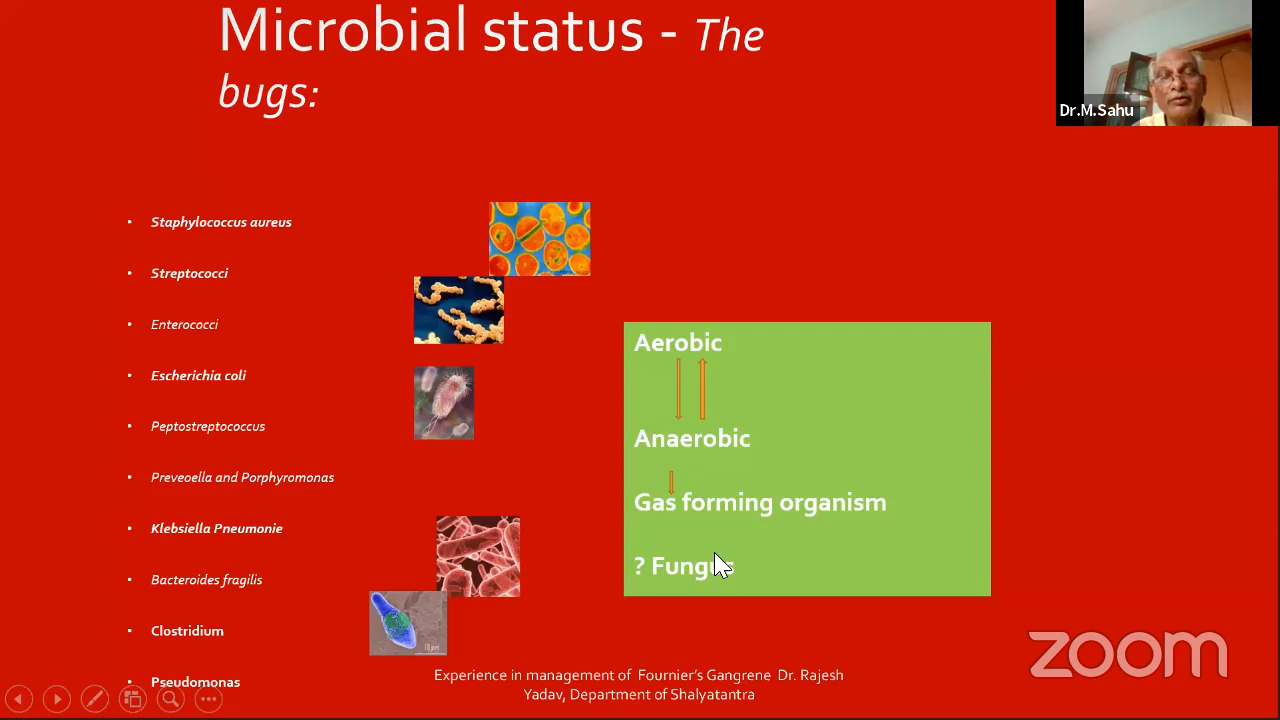 Microbial status - The
bugs:
Dr.M.Sahu
• Staphylococcus aureus
• Streptococci
• Enterococci
• Escherichia coli
• Peptostreptococcus
• Preveoella and Porphyromonas
• Klebsiella Pneumonie
• Bacteroides fragilis
• Clostridium
• Pseudomonas
Aerobic
Anaerobic
Gas forming organism
? Fungus
10µm
Experience in management of Fournier’s Gangrene Dr. Rajesh
Yadav, Department of Shalyatantra
zoom